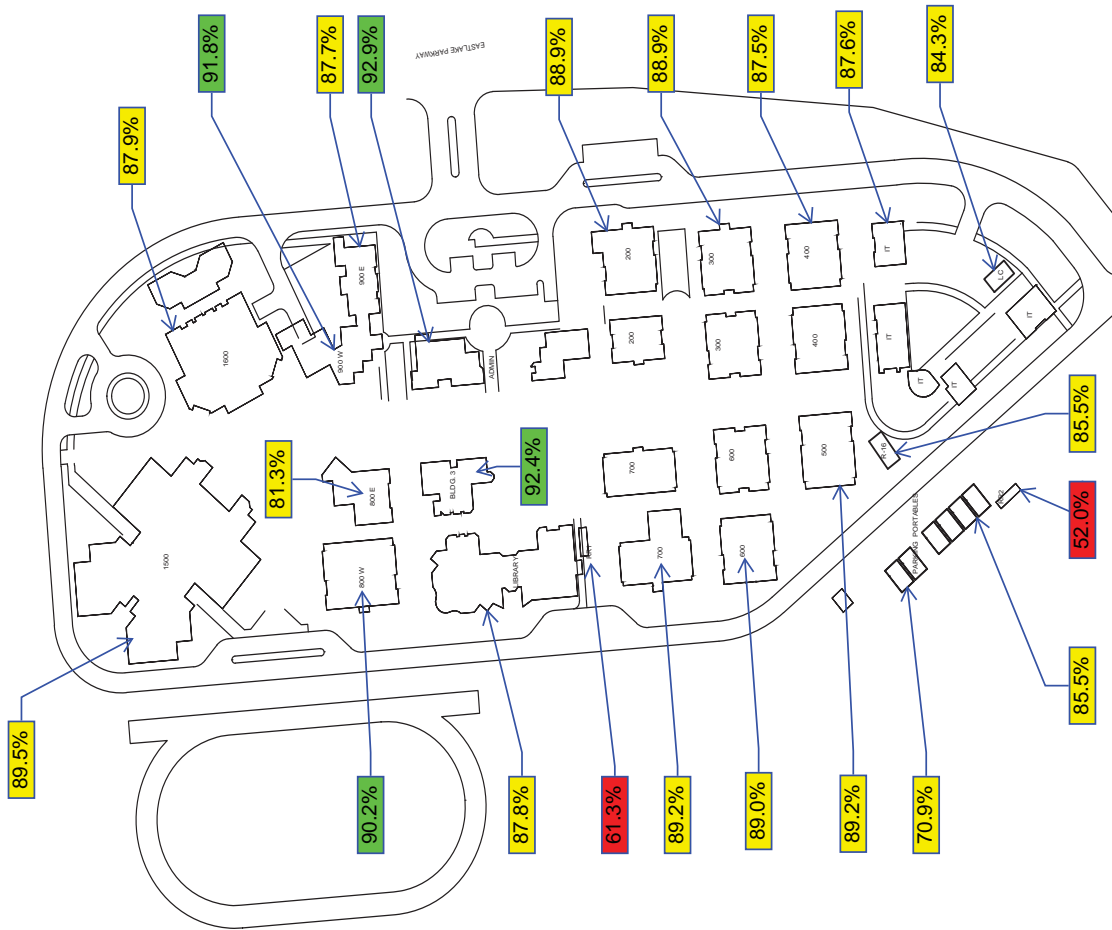 EASTLAKE PARKWAY
91.8%
87.7%
92.9%
88.9%
88.9%
87.5%
87.6%
84.3%
87.9%
1600
900 E
900 W
ADMIN
200
200
300
300
400
400
IT
IT
LC
IT
IT
IT
1500
81.3%
800 E
BLDG. 3
92.4%
700
600
500
R-16
85.5%
800 W
LIBRARY
700
600
PARKING PORTABLES
52.0%
89.5%
90.2%
87.8%
61.3%
89.2%
89.0%
89.2%
70.9%
85.5%